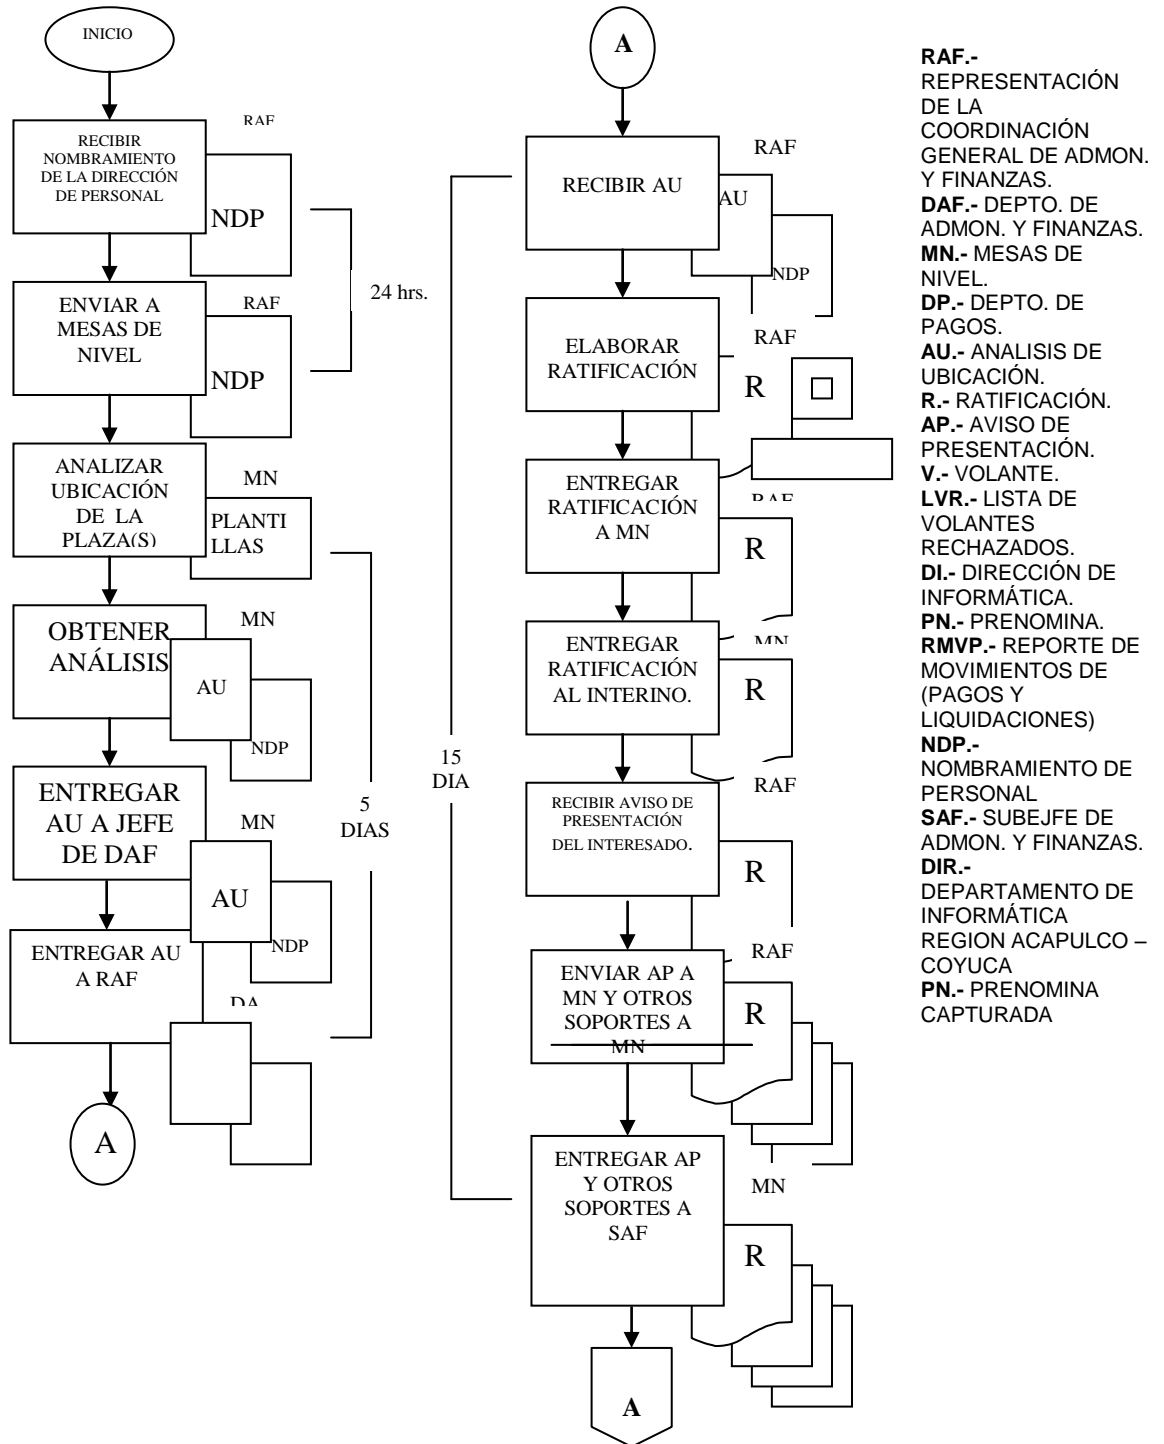 INICIO
RAF
RECIBIR
NOMBRAMIENTO
DE LA DIRECCIÓN
DE PERSONAL
NDP
24 hrs.
RAF
ENVIAR A
MESAS DE
NIVEL
NDP
ANALIZAR
UBICACIÓN
DE LA
PLAZA(S)
MN
PLANTI
LLAS
OBTENER
ANÁLISIS
MN
AU
NDP
ENTREGAR
AU A JEFE
DE DAF
MN
AU
NDP
5
DIAS
ENTREGAR AU
A RAF
DA
A
A
RAF
RECIBIR AU
AU
NDP
RAF
ELABORAR
RATIFICACIÓN
R
ENTREGAR
RATIFICACIÓN
A MN
RAF
R
ENTREGAR
RATIFICACIÓN
AL INTERINO.
MN
R
15
DIA
RAF
RECIBIR AVISO DE
PRESENTACIÓN
DEL INTERESADO.
R
RAF
ENVIAR AP A
MN Y OTROS
SOPORTES A
MN
R
ENTREGAR AP
Y OTROS
SOPORTES A
SAF
MN
R
A
RAF.-
REPRESENTACIÓN
DE LA
COORDINACIÓN
GENERAL DE ADMON.
Y FINANZAS.
DAF.- DEPTO. DE
ADMON. Y FINANZAS.
MN.- MESAS DE
NIVEL.
DP.- DEPTO. DE
PAGOS.
AU.- ANALISIS DE
UBICACIÓN.
R.- RATIFICACIÓN.
AP.- AVISO DE
PRESENTACIÓN.
V.- VOLANTE.
LVR.- LISTA DE
VOLANTES
RECHAZADOS.
DI.- DIRECCIÓN DE
INFORMÁTICA.
PN.- PRENOMINA.
RMVP.- REPORTE DE
MOVIMIENTOS DE
(PAGOS Y
LIQUIDACIONES)
NDP.-
NOMBRAMIENTO DE
PERSONAL
SAF.- SUBEJFE DE
ADMON. Y FINANZAS.
DIR.-
DEPARTAMENTO DE
INFORMÁTICA
REGION ACAPULCO –
COYUCA
PN.- PRENOMINA
CAPTURADA